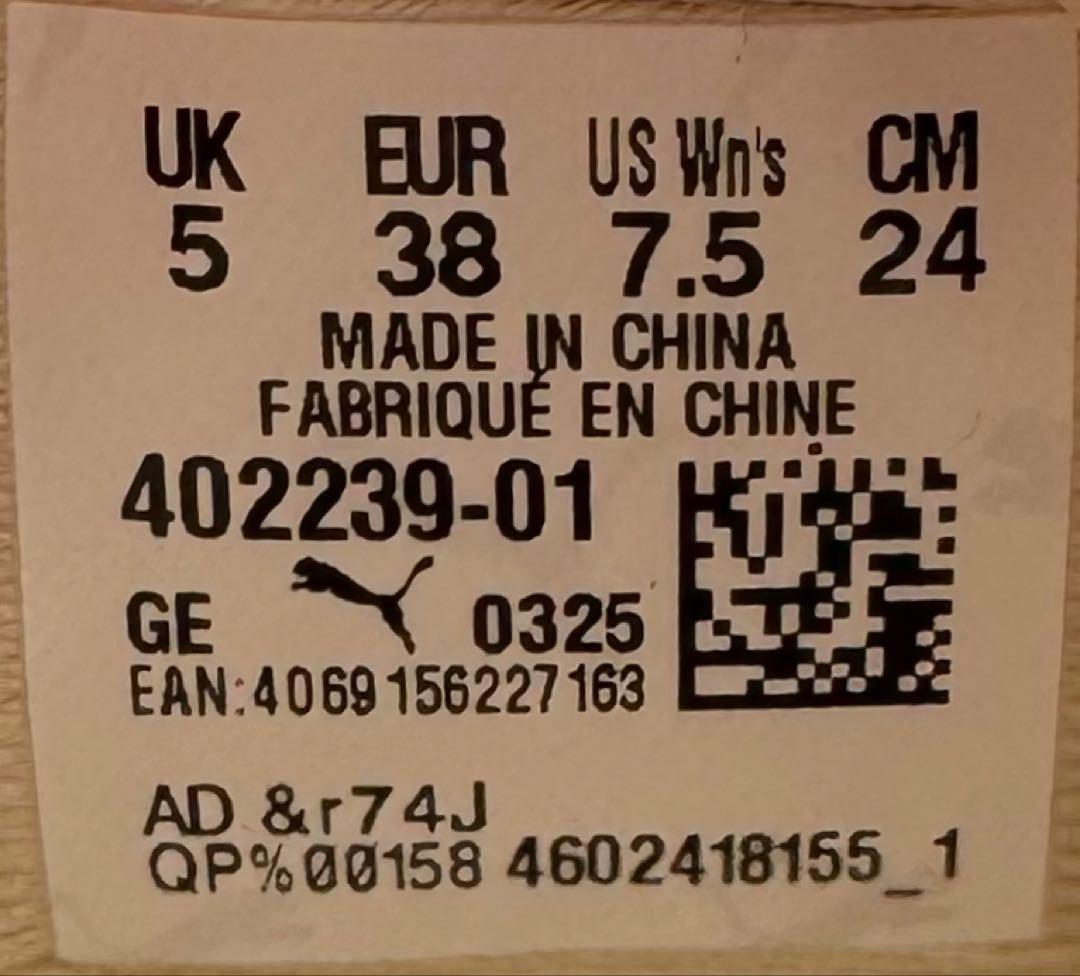 UK EUR US Wn's CM
5 38 7.5 24
MADE IN CHINA
FABRIQUÉ EN CHINE
402239-01
GE 0325
EAN:4069156227163
AD &r74J
QP%00158 4602418155_1